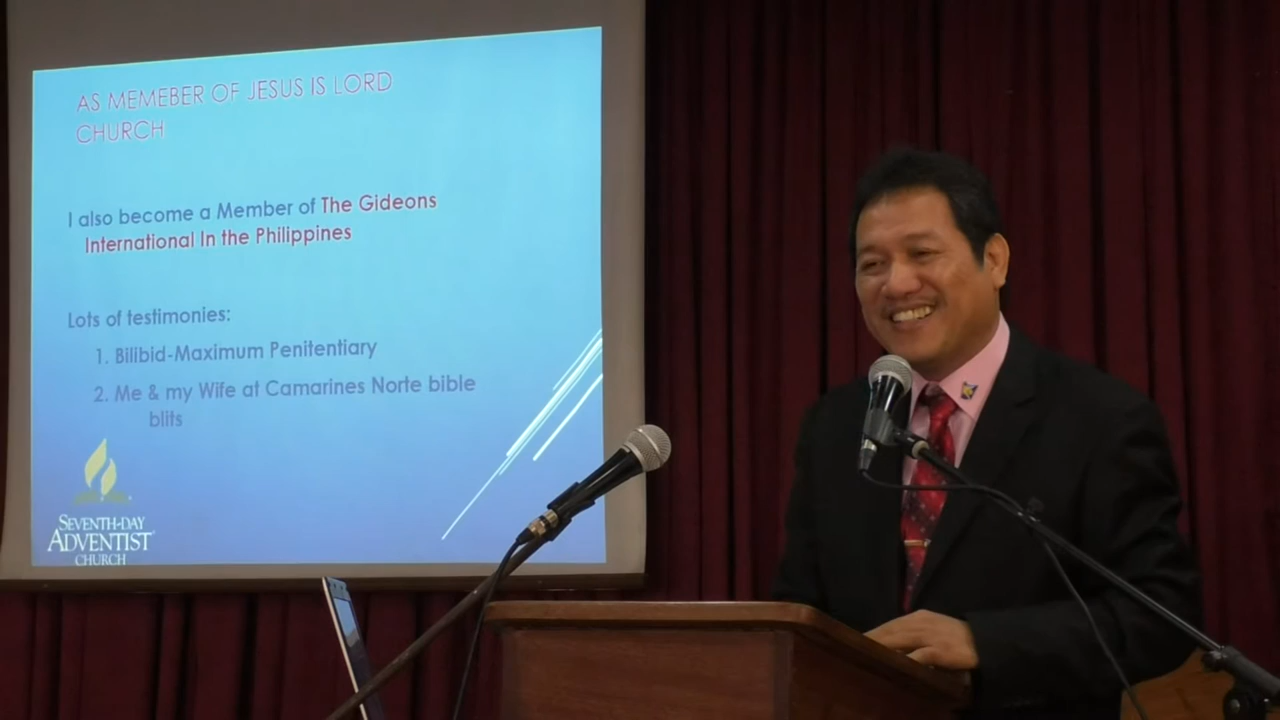 AS MEMEBER OF JESUS IS LORD
CHURCH
I also become a Member of The Gideons
International In the Philippines
Lots of testimonies:
1. Bilibid-Maximum Penitentiary
2. Me & my Wife at Camarines Norte bible
blits
SEVENTH-DAY
ADVENTIST
CHURCH